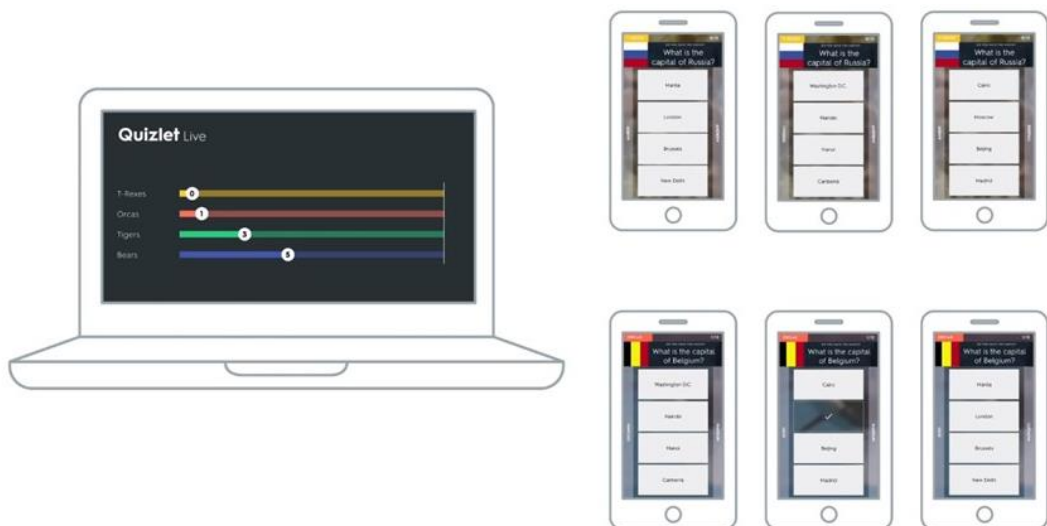 Quizlet Live
T-Rexes
0
Orcas
1
Tigers
3
Bears
5
What is the
capital of Russia?
Manila
London
Brussels
New Delhi
What is the
capital of Russia?
Washington D.C.
Nairobi
Hanoi
Canberra
What is the
capital of Russia?
Cairo
Moscow
Beijing
Madrid
What is the capital
of Belgium?
Washington D.C.
Nairobi
Hanoi
Canberra
What is the capital
of Belgium?
Cairo
Beijing
Madrid
What is the capital
of Belgium?
Manila
London
Brussels
New Delhi